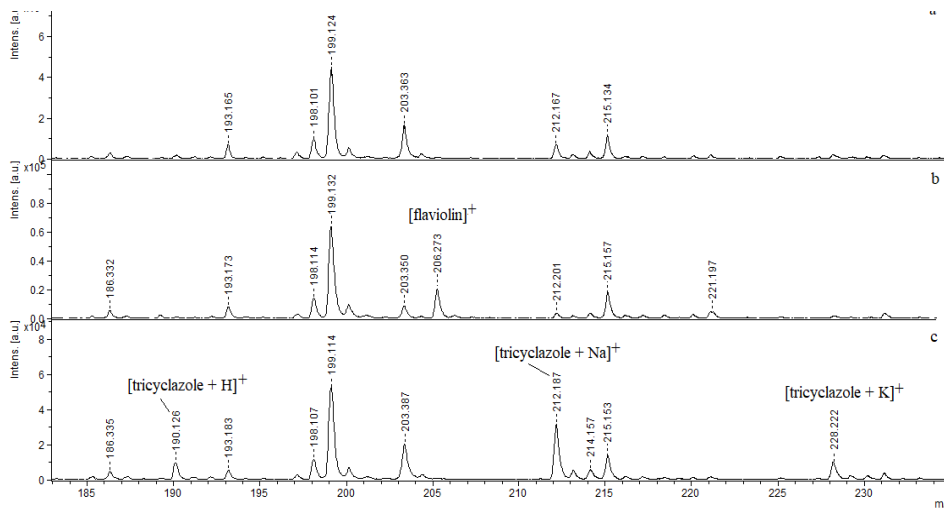 a
Intens. [a.u.]
6
4
2
0
193.165
198.101
199.124
203.363
212.167
215.134
b
x10⁵
Intens. [a.u.]
0.8
0.6
0.4
0.2
0.0
[flaviolin]⁺
186.332
193.173
198.114
199.132
203.350
206.273
212.201
215.157
221.197
c
x10⁴
Intens. [a.u.]
8
6
4
2
0
[tricyclazole + H]⁺
[tricyclazole + Na]⁺
[tricyclazole + K]⁺
186.335
190.126
193.183
198.107
199.114
203.387
212.187
214.157
215.153
228.222
185 190 195 200 205 210 215 220 225 230
m